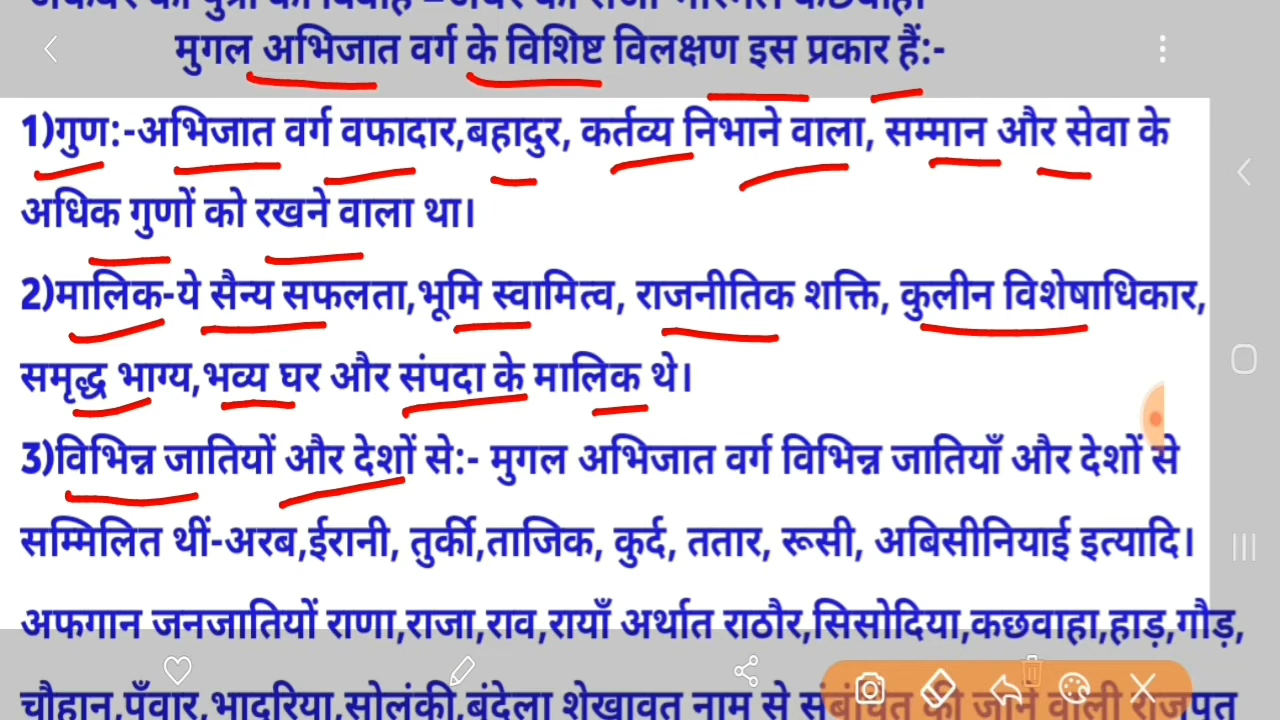 मुगल अभिजात वर्ग के विशिष्ट विलक्षण इस प्रकार हैं:-
1)गुण:-अभिजात वर्ग वफादार,बहादुर, कर्तव्य निभाने वाला, सम्मान और सेवा के
अधिक गुणों को रखने वाला था।
2)मालिक-ये सैन्य सफलता,भूमि स्वामित्व, राजनीतिक शक्ति, कुलीन विशेषाधिकार,
समृद्ध भाग्य,भव्य घर और संपदा के मालिक थे।
3)विभिन्न जातियों और देशों से:- मुगल अभिजात वर्ग विभिन्न जातियाँ और देशों से
सम्मिलित थीं-अरब,ईरानी, तुर्की,ताजिक, कुर्द, ततार, रूसी, अबिसीनियाई इत्यादि।
अफगान जनजातियों राणा,राजा,राव,रायाँ अर्थात राठौर,सिसोदिया,कछवाहा,हाड़,गौड़,
चौहान,पँवार,भादरिया,सोलंकी,बंदेला शेखावत नाम से संबंधित की जाने वाली राजपत